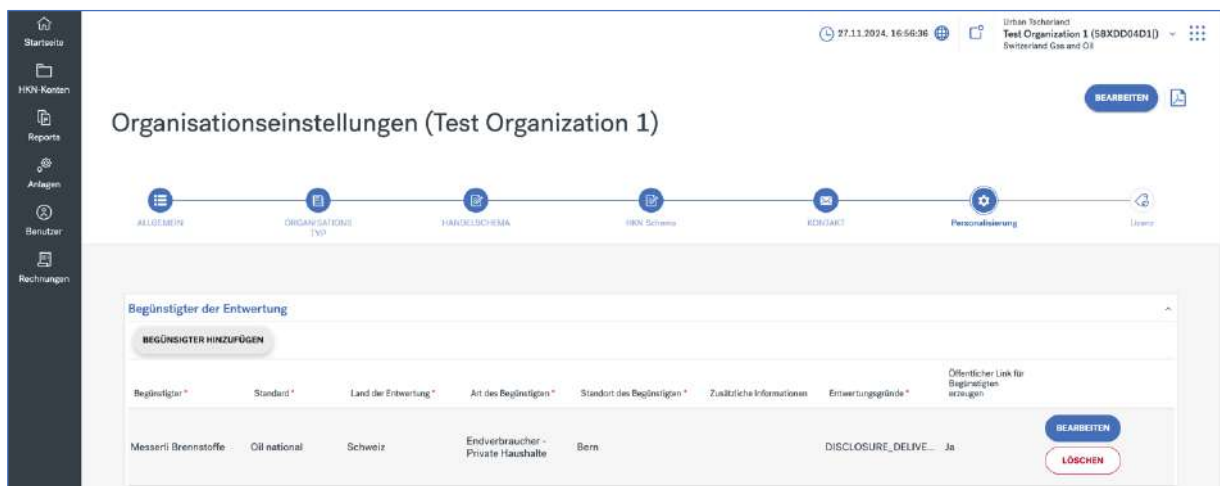 Startseite
HKN-Konten
Reports
Anlagen
Benutzer
Rechnungen
27.11.2024, 16:56:36
Urban Tscherland
Test Organization 1 (58XDD04D1[])
Switzerland Gas and Oil
BEARBEITEN
Organisationseinstellungen (Test Organization 1)
ALLGEMEIN
ORGANISATIONS
TYP
HANDELSCHEMA
HKN Schema
KONTAKT
Personalisierung
Lizenz
Begünstigter der Entwertung
BEGÜNSIGTER HINZUFÜGEN
Begünstigter *
Standard *
Land der Entwertung *
Art des Begünstigten *
Standort des Begünstigten *
Zusätzliche Informationen
Entwertungsgründe *
Öffentlicher Link für
Begünstigten
erzeugen
Messerli Brennstoffe
Oil national
Schweiz
Endverbraucher -
Private Haushalte
Bern
DISCLOSURE_DELIVE...
Ja
BEARBEITEN
LÖSCHEN